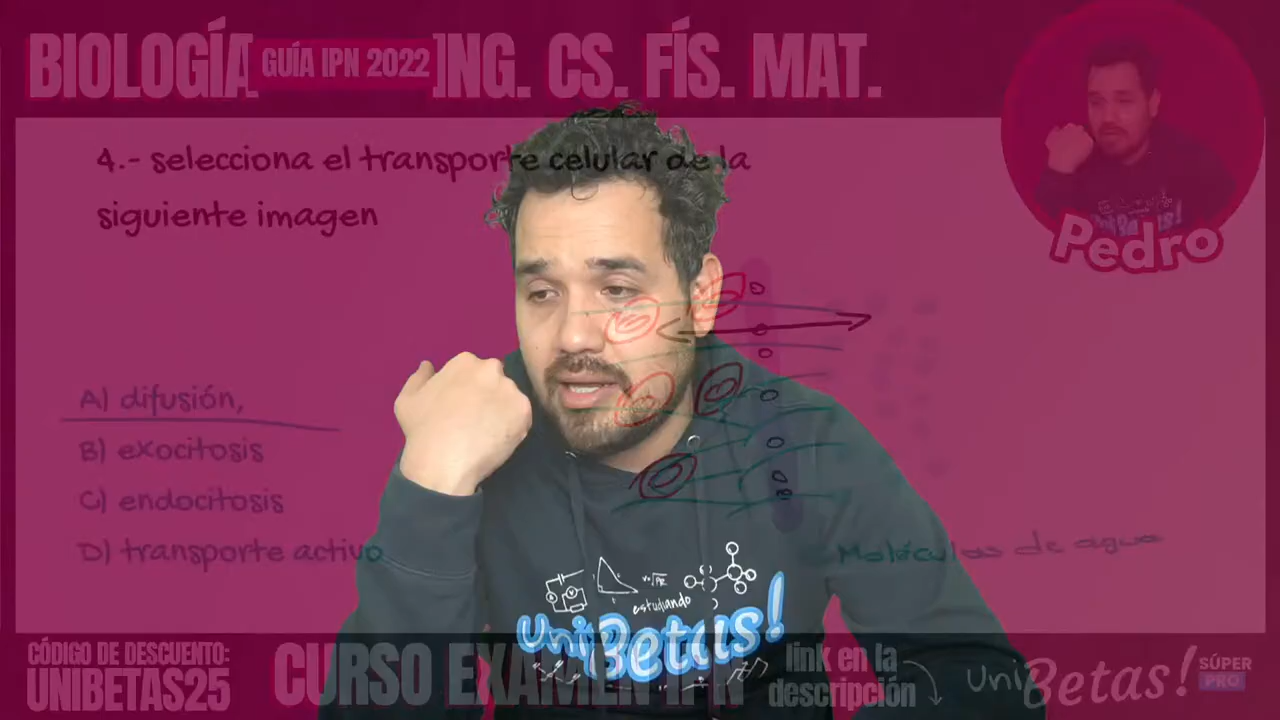 BIOLOGÍA
GUÍA IPN 2022
ING. CS. FÍS. MAT.
4.- selecciona el transporte celular de la
siguiente imagen
Pedro
A) difusión,
B) exocitosis
C) endocitosis
D) transporte activo
Moléculas de agua
estudiando
UniBetas!
CÓDIGO DE DESCUENTO:
UNIBETAS25
CURSO EXAMEN IPN
link en la
descripción
UniBetas!
SÚPER
PRO